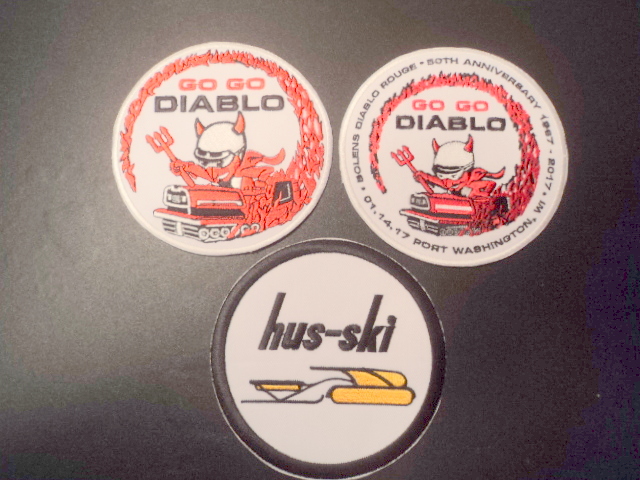 GO GO
DIABLO
BOLENS DIABLO ROUGE • 50TH ANNIVERSARY 1967 - 2017 •
• 01.14.17 PORT WASHINGTON, WI
GO GO
DIABLO
hus-ski